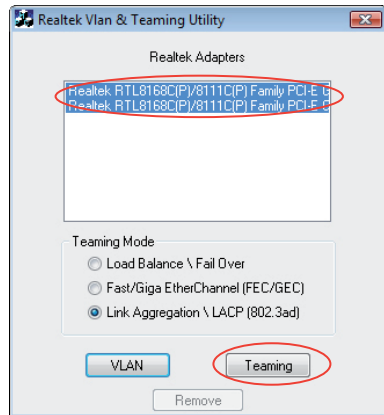 Realtek Vlan & Teaming Utility
Realtek Adapters
Realtek RTL8168C(P)/8111C(P) Family PCI-E
Realtek RTL8168C(P)/8111C(P) Family PCI-E
Teaming Mode
Load Balance \ Fail Over
Fast/Giga EtherChannel (FEC/GEC)
Link Aggregation \ LACP (802.3ad)
VLAN
Teaming
Remove